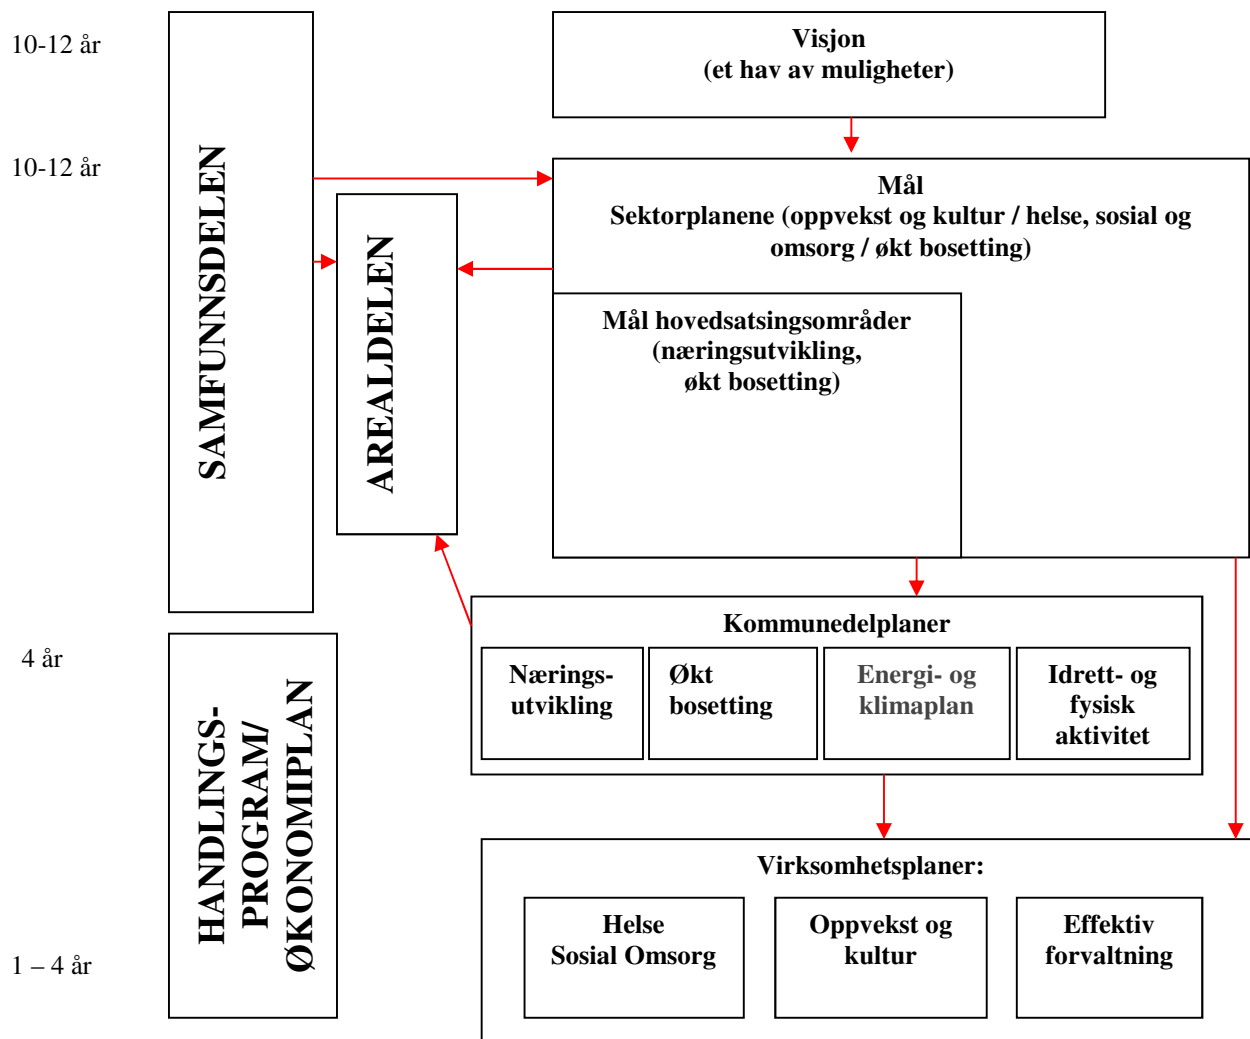 10-12 år
Visjon
(et hav av muligheter)
10-12 år
SAMFUNNSDELEN
AREALDELEN
Mål
Sektorplanene (oppvekst og kultur / helse, sosial og
omsorg / økt bosetting)
Mål hovedsatsingsområder
(næringsutvikling,
økt bosetting)
4 år
HANDLINGS-
PROGRAM/
ØKONOMIPLAN
Kommunedelplaner
Nærings-
utvikling
Økt
bosetting
Energi- og
klimaplan
Idrett- og
fysisk
aktivitet
1 – 4 år
Virksomhetsplaner:
Helse
Sosial Omsorg
Oppvekst og
kultur
Effektiv
forvaltning